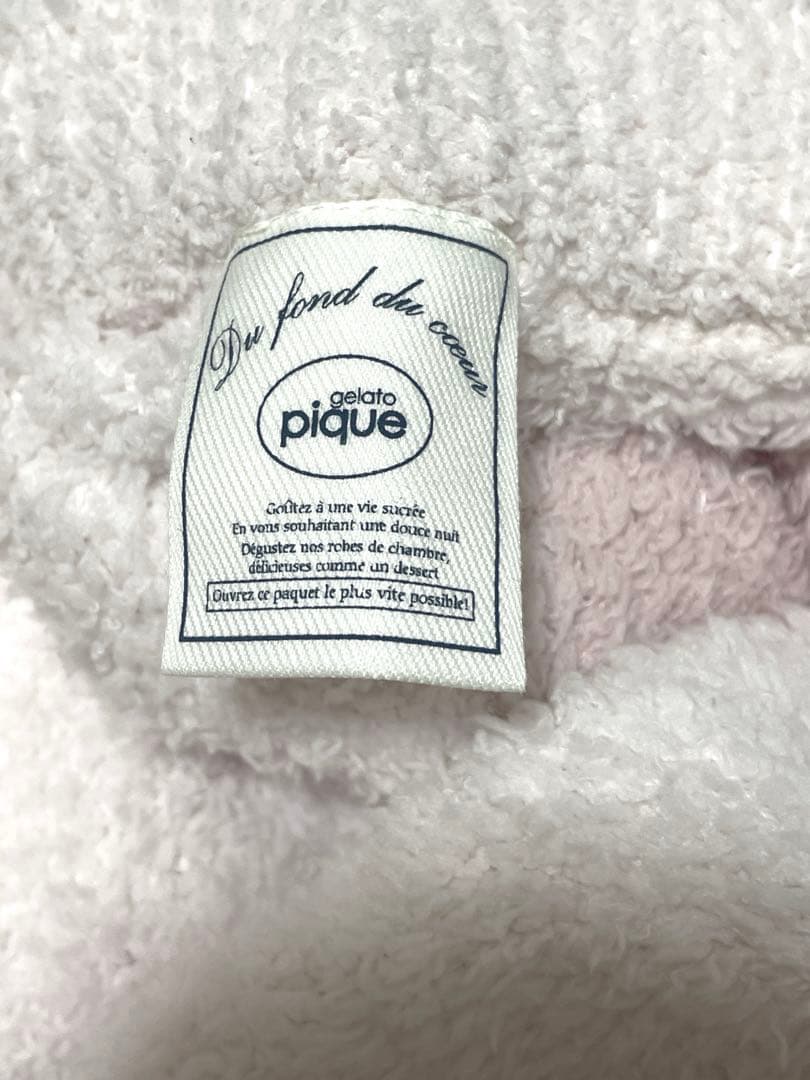 Du fond du coeur
gelato
pique
Goûtez à une vie sucrée
En vous souhaitant une douce nuit
Dégustez nos robes de chambre,
délicieuses comme un dessert
Ouvrez ce paquet le plus vite possible!